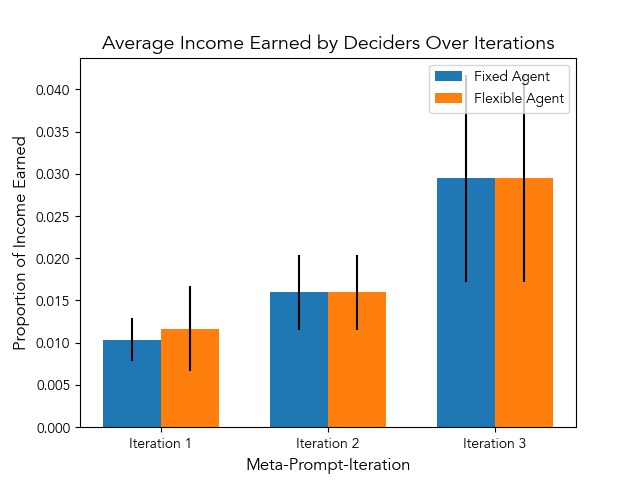 Average Income Earned by Deciders Over Iterations
Fixed Agent
Flexible Agent
Proportion of Income Earned
0.040
0.035
0.030
0.025
0.020
0.015
0.010
0.005
0.000
Iteration 1
Iteration 2
Iteration 3
Meta-Prompt-Iteration